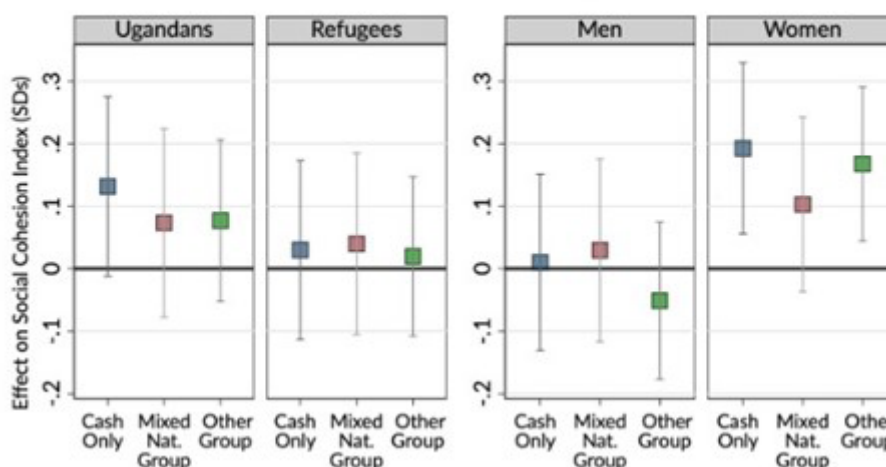 Ugandans Refugees Men Women
Effect on Social Cohesion Index (SDs)
.3 .3
.2 .2
.1 .1
0 0
-.1 -.1
-.2 -.2
Cash Mixed Other Cash Mixed Other Cash Mixed Other Cash Mixed Other
Only Nat. Group Only Nat. Group Only Nat. Group Only Nat. Group
Group Group Group Group